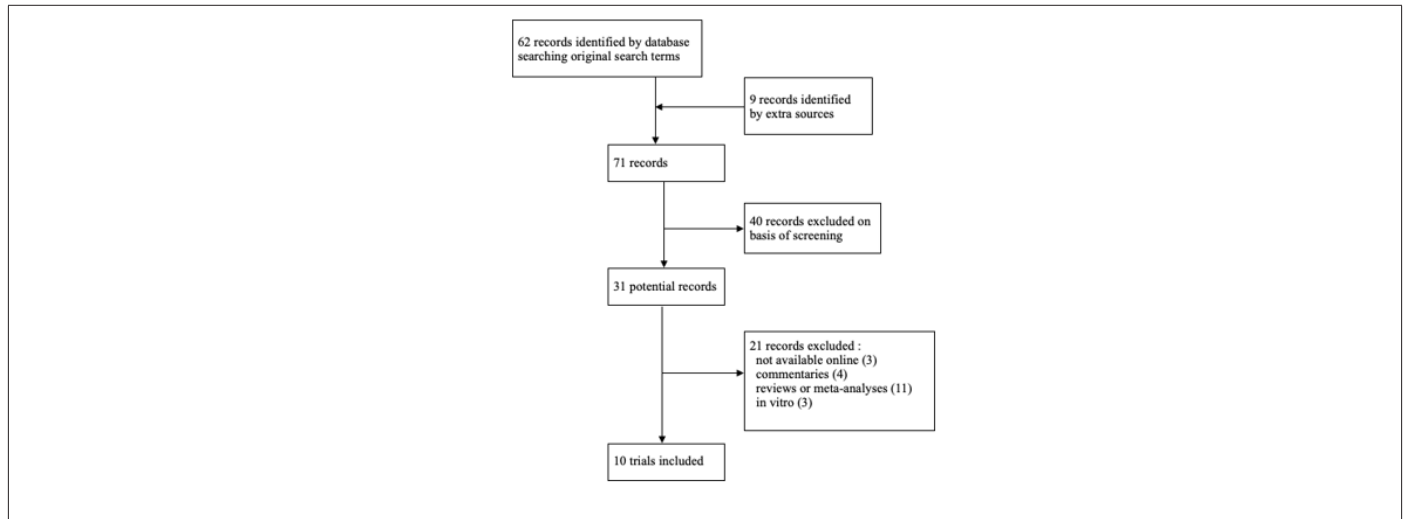 62 records identified by database
searching original search terms
9 records identified
by extra sources
71 records
40 records excluded on
basis of screening
31 potential records
21 records excluded :
not available online (3)
commentaries (4)
reviews or meta-analyses (11)
in vitro (3)
10 trials included